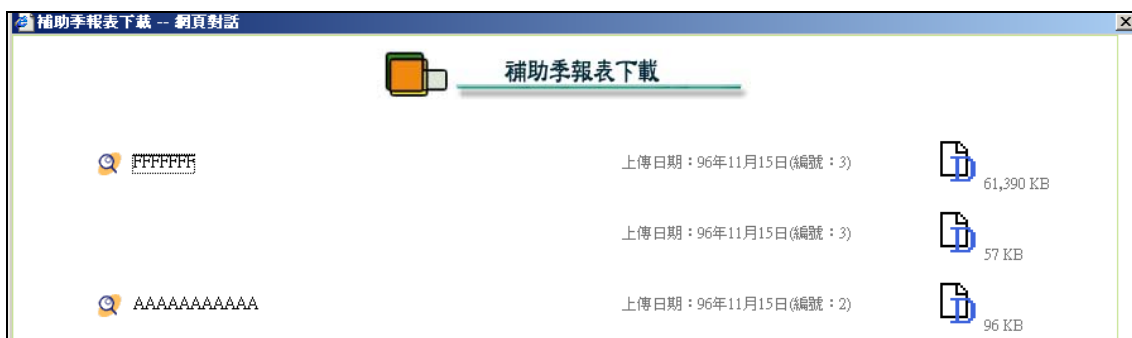 補助季報表下載 -- 網頁對話
補助季報表下載
FFFFFFF 上傳日期：96年11月15日(編號：3) 61,390 KB
上傳日期：96年11月15日(編號：3) 57 KB
AAAAAAAAAAA 上傳日期：96年11月15日(編號：2) 96 KB